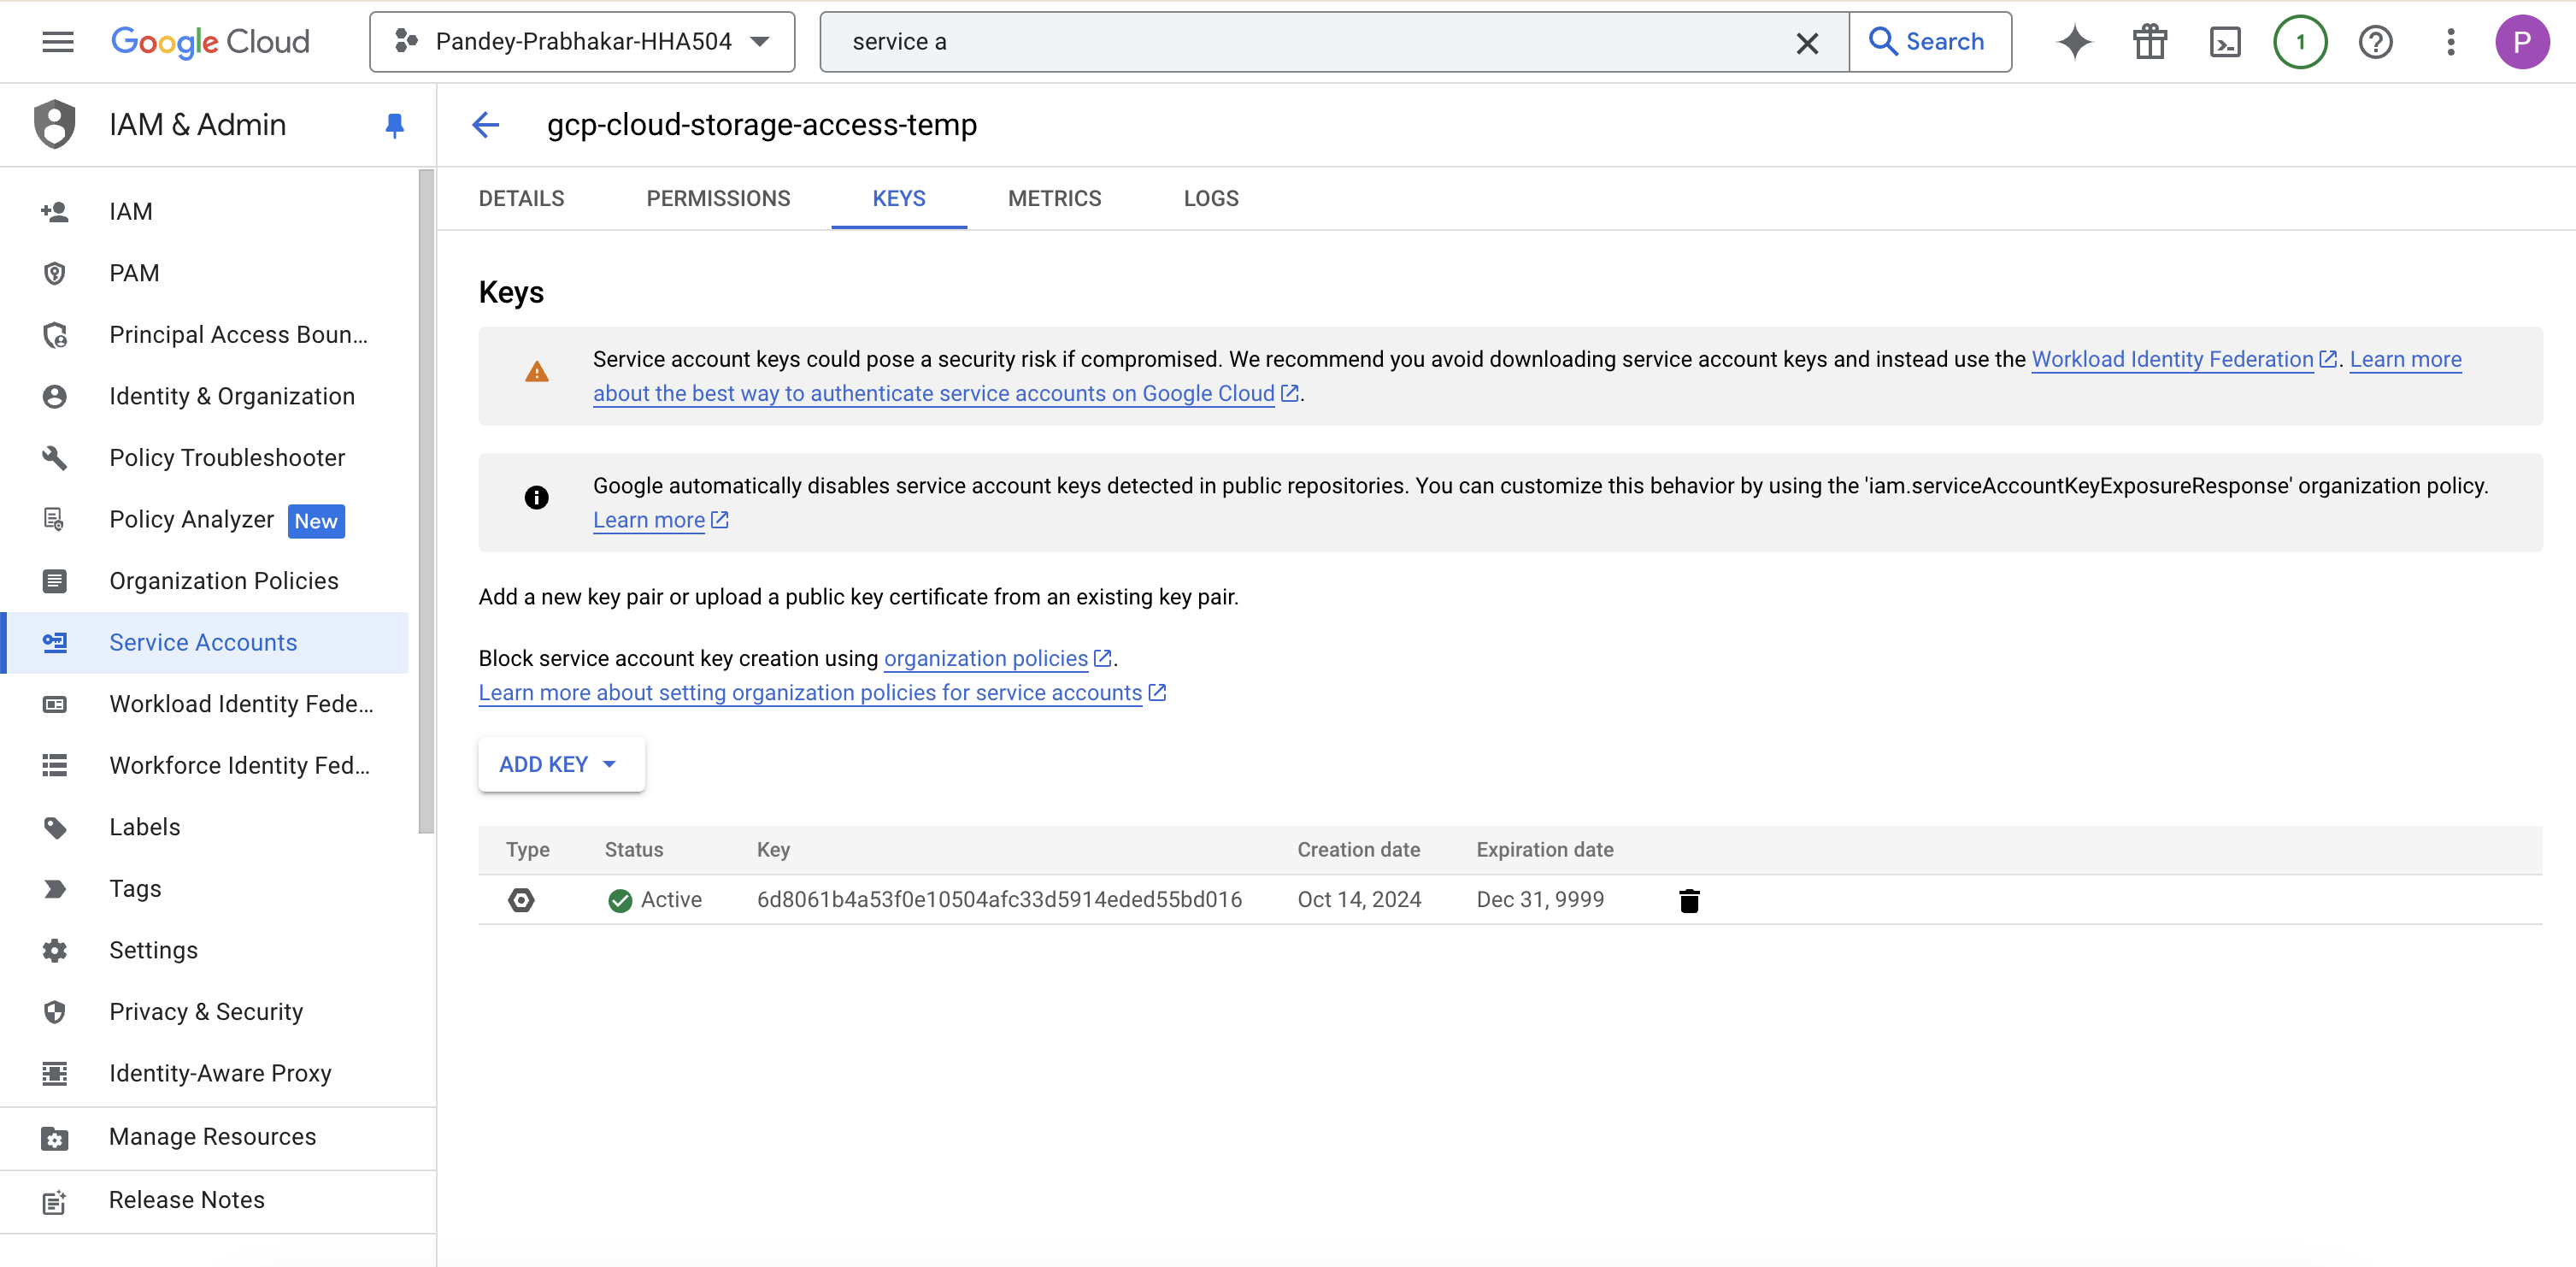 Google Cloud
Pandey-Prabhakar-HHA504
service a
Search
1
P
IAM & Admin
gcp-cloud-storage-access-temp
DETAILS
PERMISSIONS
KEYS
METRICS
LOGS
IAM
PAM
Principal Access Boun...
Identity & Organization
Policy Troubleshooter
Policy Analyzer New
Organization Policies
Service Accounts
Workload Identity Fede...
Workforce Identity Fed...
Labels
Tags
Settings
Privacy & Security
Identity-Aware Proxy
Manage Resources
Release Notes
Keys
Service account keys could pose a security risk if compromised. We recommend you avoid downloading service account keys and instead use the Workload Identity Federation. Learn more
about the best way to authenticate service accounts on Google Cloud.
Google automatically disables service account keys detected in public repositories. You can customize this behavior by using the 'iam.serviceAccountKeyExposureResponse' organization policy.
Learn more
Add a new key pair or upload a public key certificate from an existing key pair.
Block service account key creation using organization policies.
Learn more about setting organization policies for service accounts
ADD KEY
Type Status Key Creation date Expiration date
Active 6d8061b4a53f0e10504afc33d5914eded55bd016 Oct 14, 2024 Dec 31, 9999